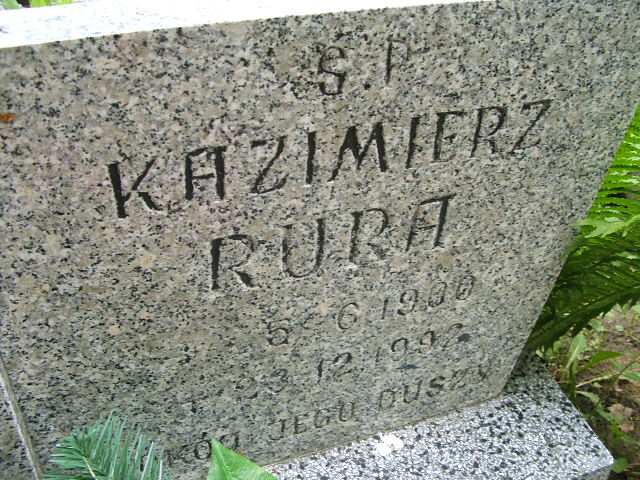 Ś.P
KAZIMIERZ
RURA
5 6 1900
23.12.1992
JEGO DUSZY